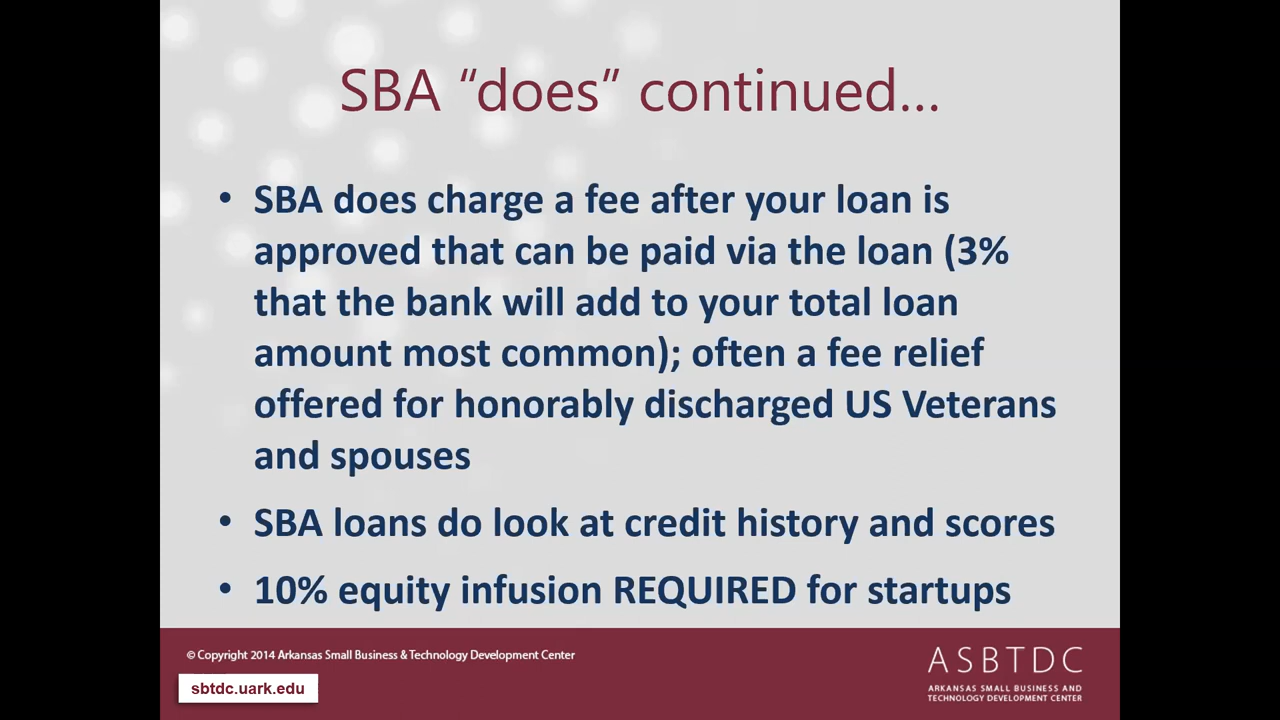 SBA “does” continued...
• SBA does charge a fee after your loan is
approved that can be paid via the loan (3%
that the bank will add to your total loan
amount most common); often a fee relief
offered for honorably discharged US Veterans
and spouses
• SBA loans do look at credit history and scores
• 10% equity infusion REQUIRED for startups
© Copyright 2014 Arkansas Small Business & Technology Development Center
sbtdc.uark.edu
ASBTDC
ARKANSAS SMALL BUSINESS AND
TECHNOLOGY DEVELOPMENT CENTER